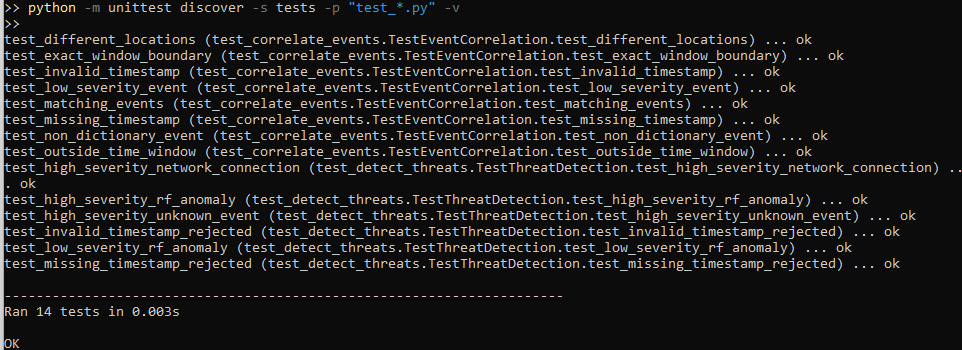 >> python -m unittest discover -s tests -p "test_*.py" -v
>>
test_different_locations (test_correlate_events.TestEventCorrelation.test_different_locations) ... ok
test_exact_window_boundary (test_correlate_events.TestEventCorrelation.test_exact_window_boundary) ... ok
test_invalid_timestamp (test_correlate_events.TestEventCorrelation.test_invalid_timestamp) ... ok
test_low_severity_event (test_correlate_events.TestEventCorrelation.test_low_severity_event) ... ok
test_matching_events (test_correlate_events.TestEventCorrelation.test_matching_events) ... ok
test_missing_timestamp (test_correlate_events.TestEventCorrelation.test_missing_timestamp) ... ok
test_non_dictionary_event (test_correlate_events.TestEventCorrelation.test_non_dictionary_event) ... ok
test_outside_time_window (test_correlate_events.TestEventCorrelation.test_outside_time_window) ... ok
test_high_severity_network_connection (test_detect_threats.TestThreatDetection.test_high_severity_network_connection) ..
. ok
test_high_severity_rf_anomaly (test_detect_threats.TestThreatDetection.test_high_severity_rf_anomaly) ... ok
test_high_severity_unknown_event (test_detect_threats.TestThreatDetection.test_high_severity_unknown_event) ... ok
test_invalid_timestamp_rejected (test_detect_threats.TestThreatDetection.test_invalid_timestamp_rejected) ... ok
test_low_severity_rf_anomaly (test_detect_threats.TestThreatDetection.test_low_severity_rf_anomaly) ... ok
test_missing_timestamp_rejected (test_detect_threats.TestThreatDetection.test_missing_timestamp_rejected) ... ok

----------------------------------------------------------------------
Ran 14 tests in 0.003s

OK